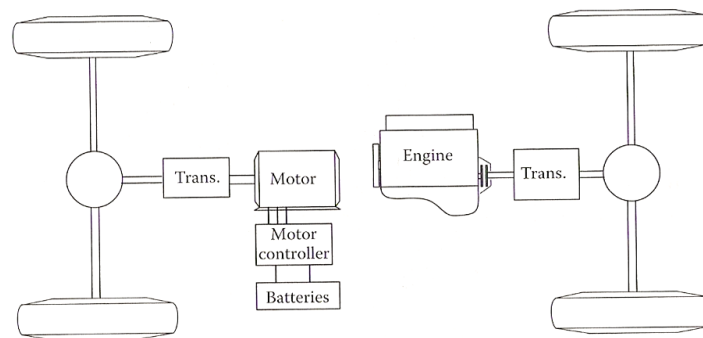 Trans.
Motor
Motor
controller
Batteries
Engine
Trans.